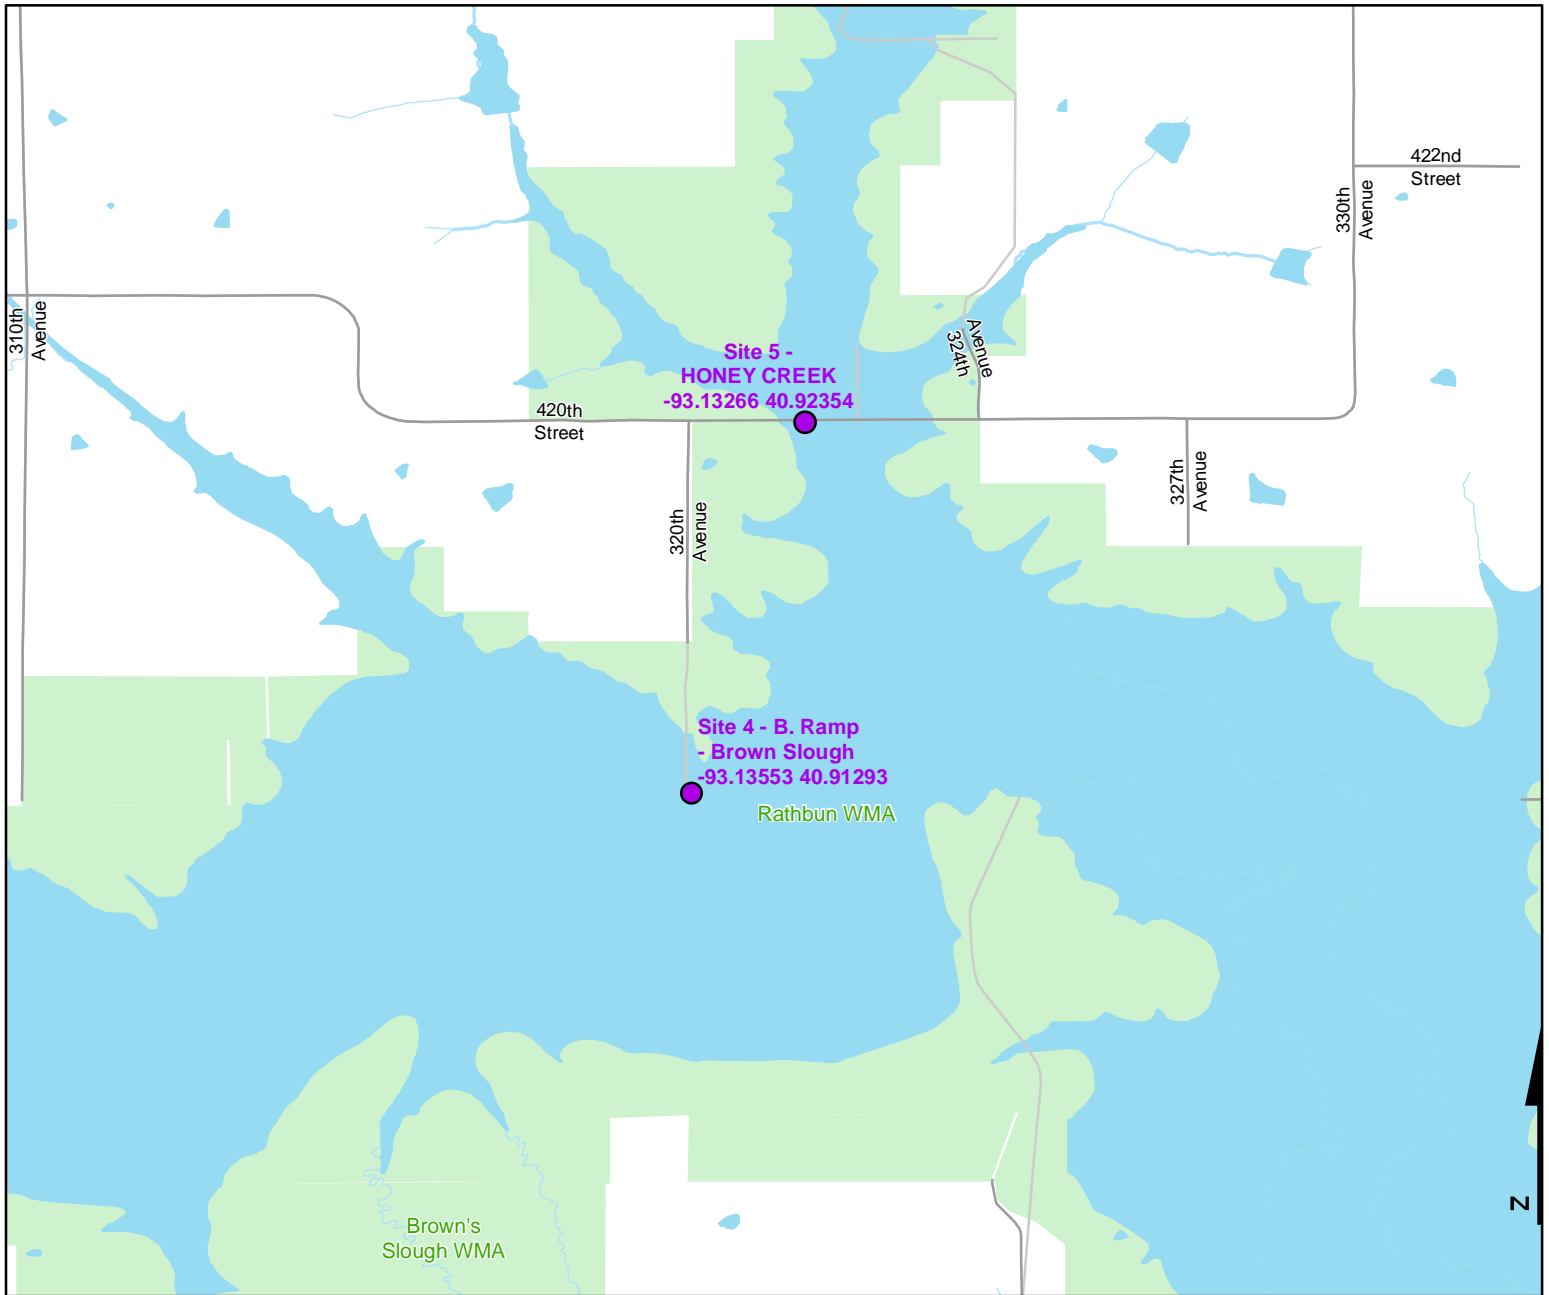 422nd
Street
330th
Avenue
310th
Avenue
Avenue
324th
Site 5 -
HONEY CREEK
-93.13266 40.92354
420th
Street
327th
Avenue
320th
Avenue
Site 4 - B. Ramp
- Brown Slough
-93.13553 40.91293
Rathbun WMA
Brown's
Slough WMA
N